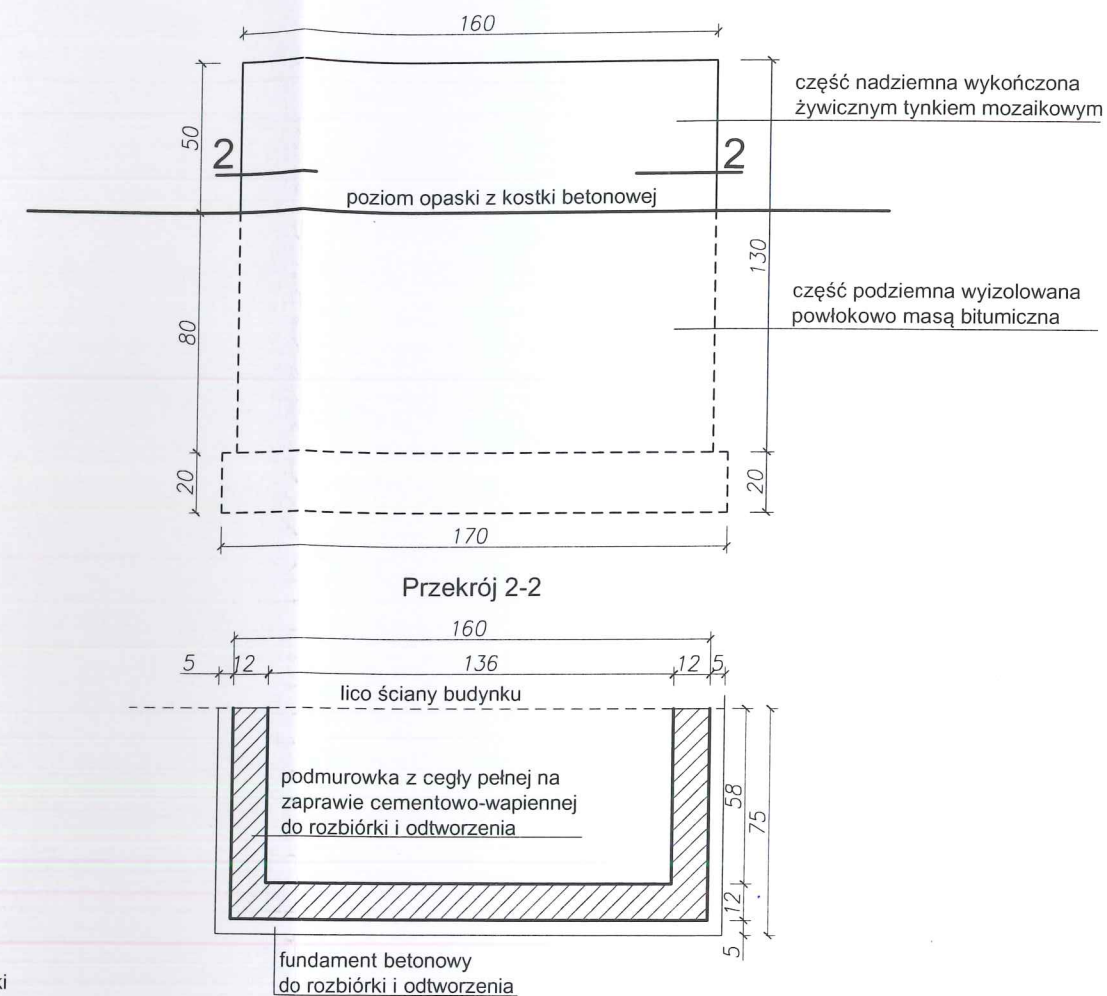 160
część nadziemna wykończona
żywicznym tynkiem mozaikowym
50
2
2
poziom opaski z kostki betonowej
130
część podziemna wyizolowana
powłokowo masą bitumiczna
80
20
20
170
Przekrój 2-2
160
5
12
136
12
5
lico ściany budynku
podmurowka z cegły pełnej na
zaprawie cementowo-wapiennej
do rozbiórki i odtworzenia
58
75
12
5
fundament betonowy
do rozbiórki i odtworzenia